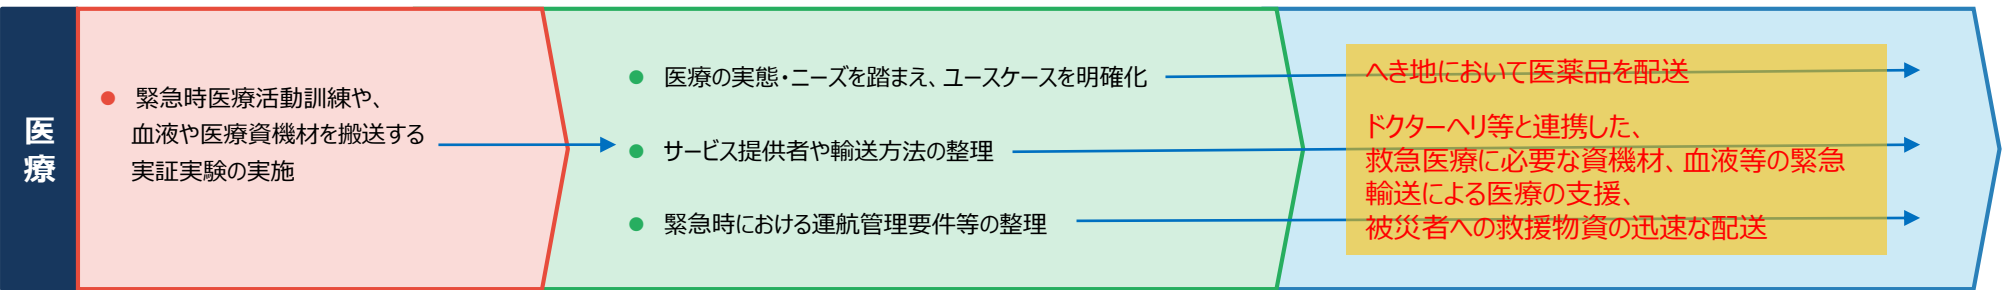 医療
緊急時医療活動訓練や、
血液や医療資機材を搬送する
実証実験の実施
医療の実態・ニーズを踏まえ、ユースケースを明確化
サービス提供者や輸送方法の整理
緊急時における運航管理要件等の整理
へき地において医薬品を配送
ドクターヘリ等と連携した、
救急医療に必要な資機材、血液等の緊急
輸送による医療の支援、
被災者への救援物資の迅速な配送